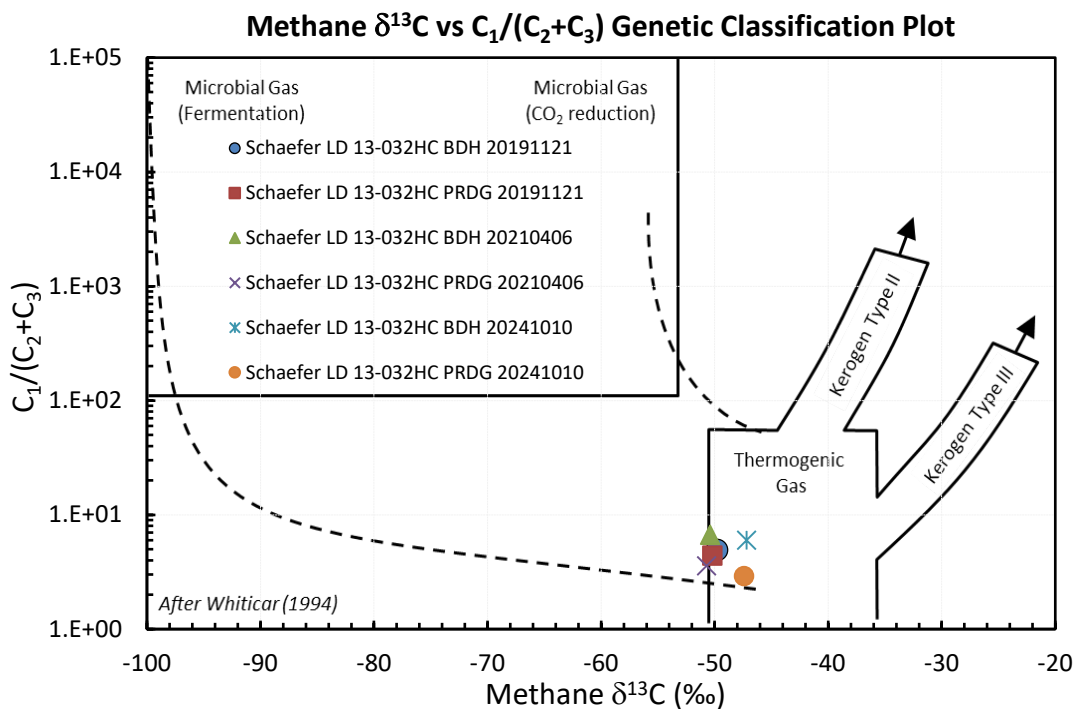 Methane δ¹³C vs C₁/(C₂+C₃) Genetic Classification Plot
1.E+05
1.E+04
1.E+03
1.E+02
1.E+01
1.E+00
C₁/(C₂+C₃)
Microbial Gas
(Fermentation)
Microbial Gas
(CO₂ reduction)
Schaefer LD 13-032HC BDH 20191121
Schaefer LD 13-032HC PRDG 20191121
Schaefer LD 13-032HC BDH 20210406
Schaefer LD 13-032HC PRDG 20210406
Schaefer LD 13-032HC BDH 20241010
Schaefer LD 13-032HC PRDG 20241010
Kerogen Type II
Kerogen Type III
Thermogenic
Gas
After Whiticar (1994)
-100 -90 -80 -70 -60 -50 -40 -30 -20
Methane δ¹³C (‰)